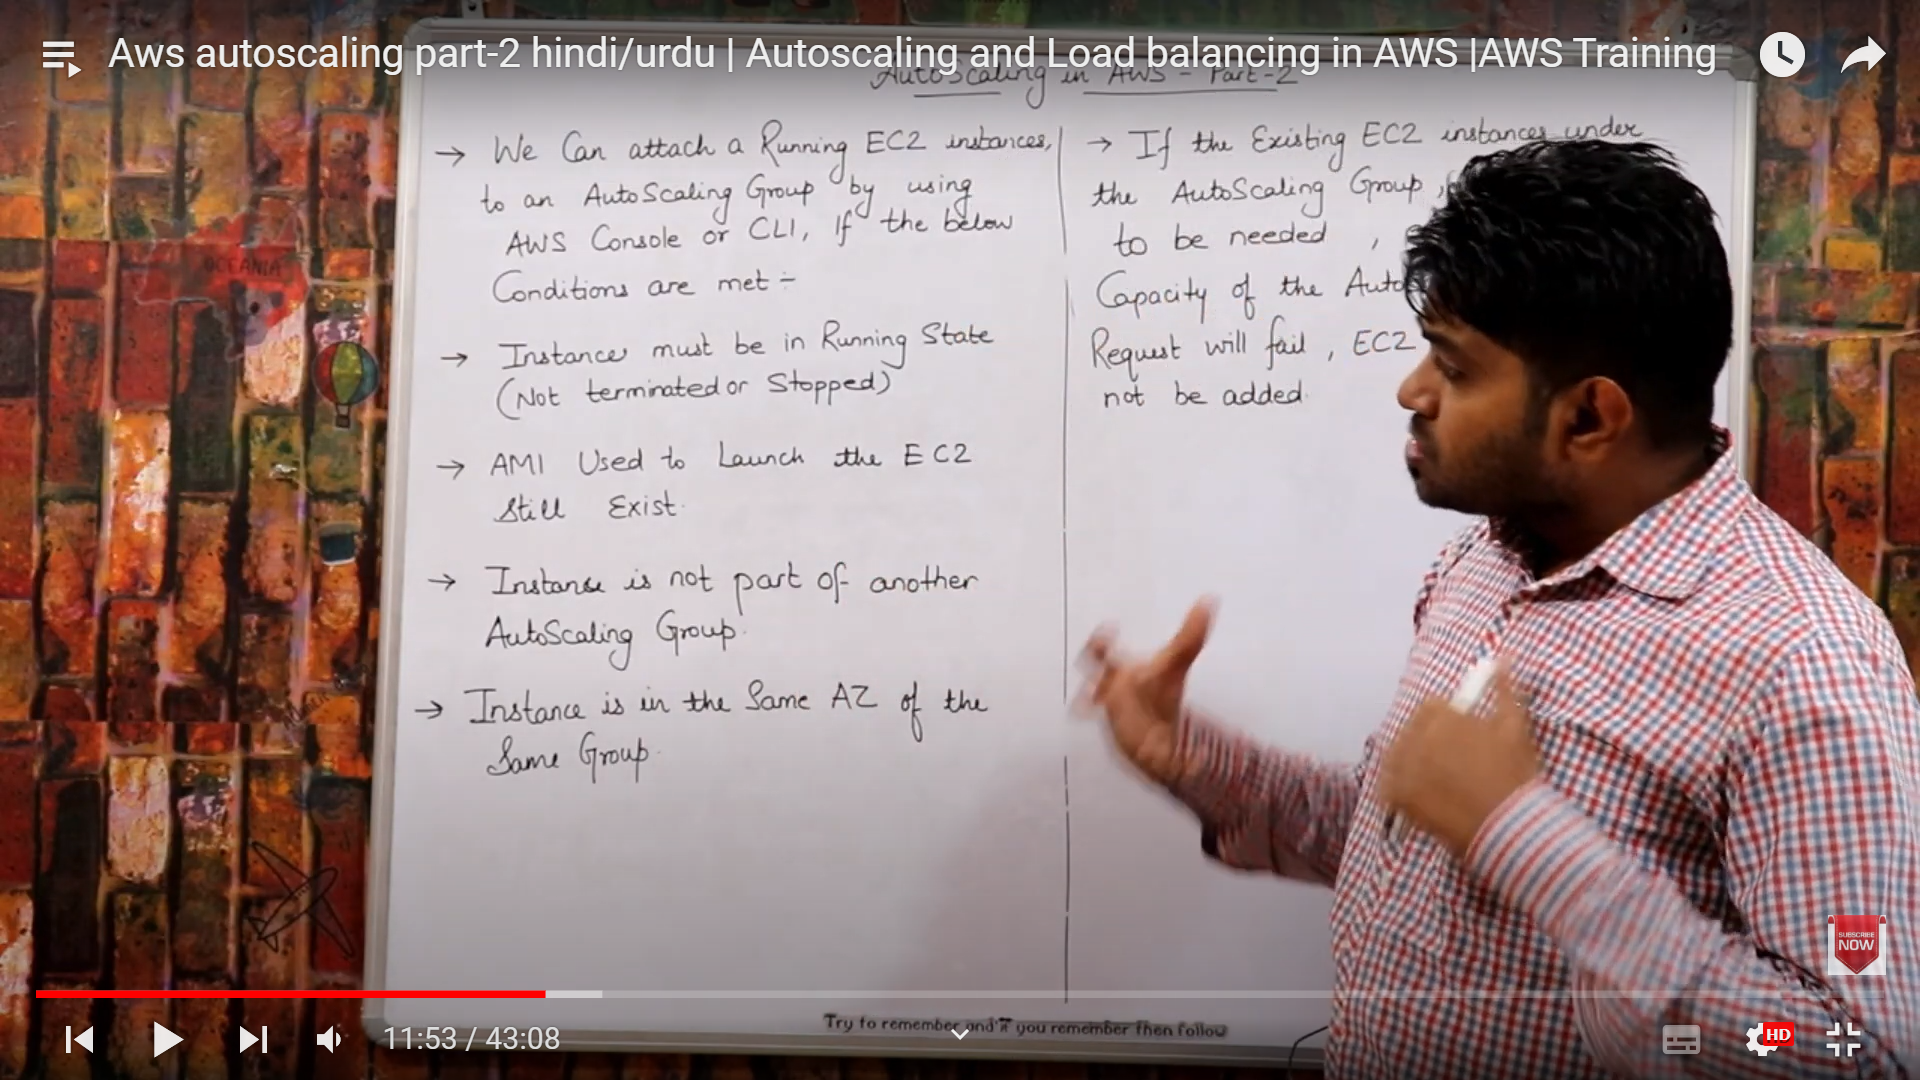 Aws autoscaling part-2 hindi/urdu | Autoscaling and Load balancing in AWS |AWS Training
AutoScaling in AWS - Part-2
→ We Can attach a Running EC2 instances,
to an AutoScaling Group by using
AWS Console or CLI, If the below
Conditions are met :-
→ Instance must be in Running State
(Not terminated or Stopped)
→ AMI Used to Launch the EC2
Still Exist.
→ Instance is not part of another
AutoScaling Group.
→ Instance is in the Same AZ of the
Same Group.
→ If the Existing EC2 instances under
the AutoScaling Group,
to be needed ,
Capacity of the Auto
Request will fail , EC2
not be added.
OCEANIA
SUBSCRIBE
NOW
Try to remember and if you remember then follow
11:53 / 43:08
HD